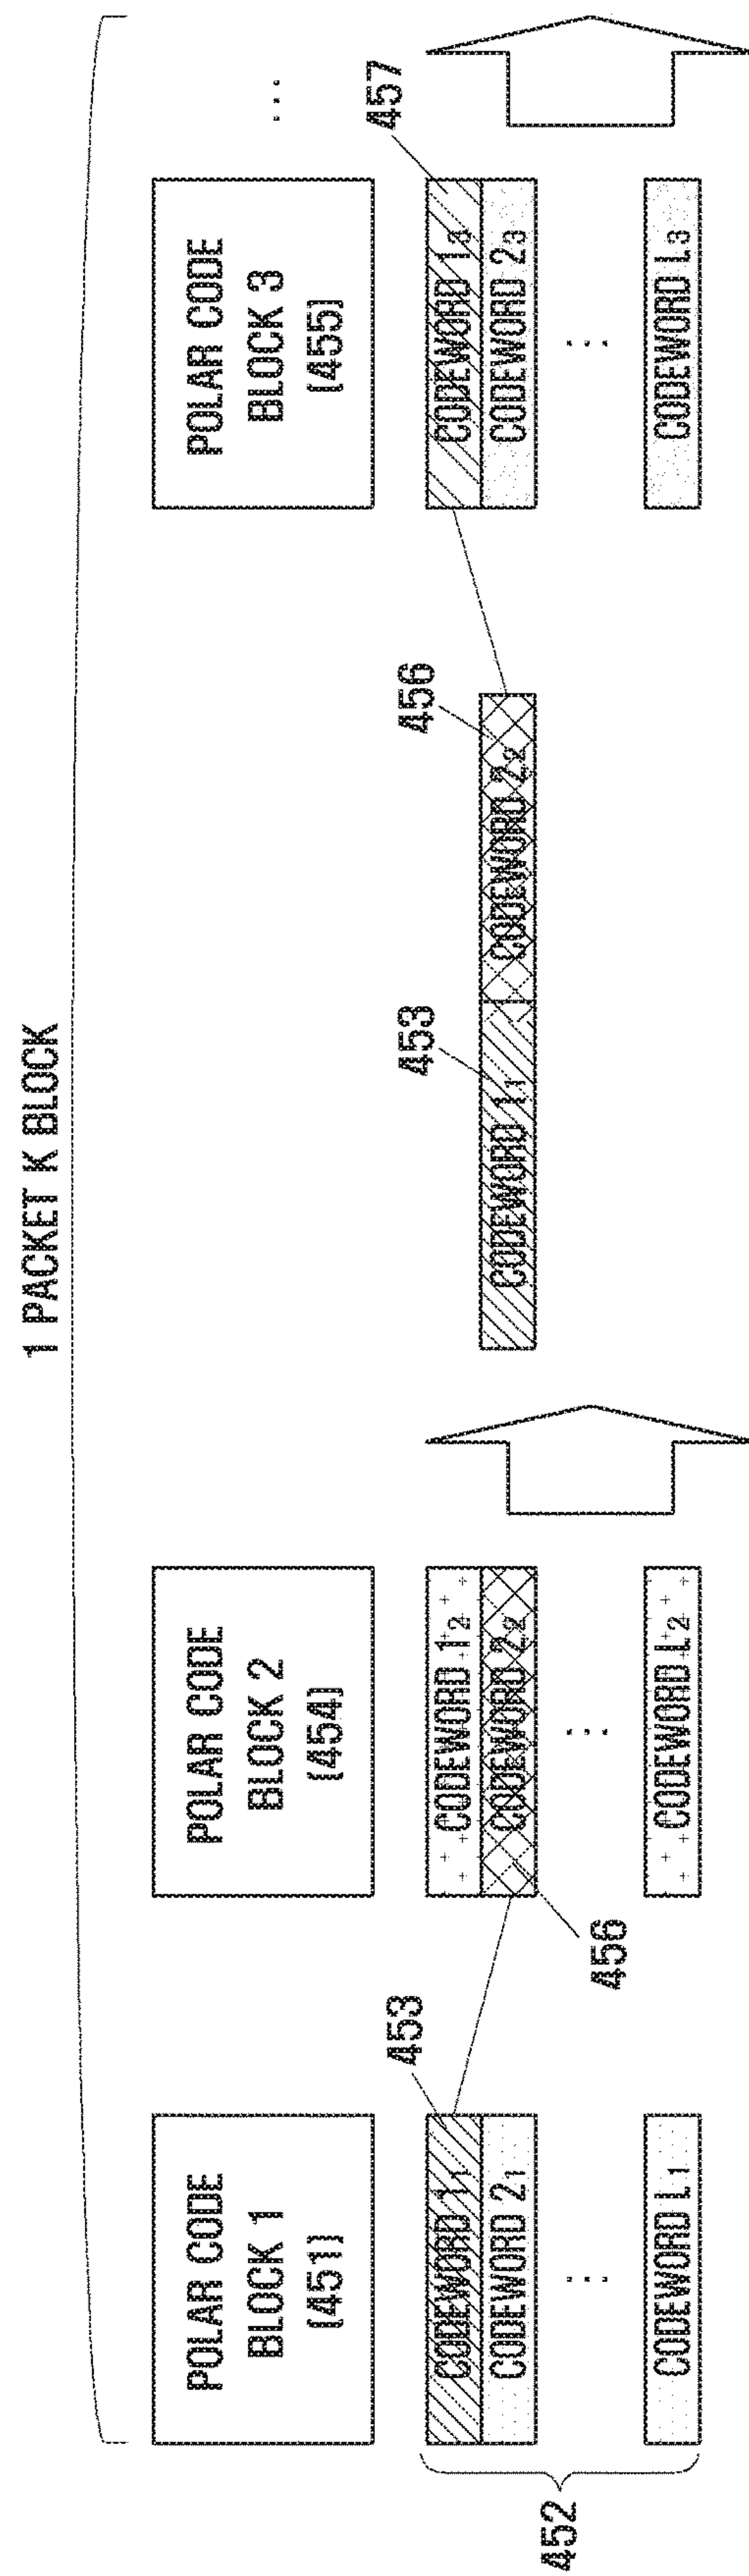 1 PACKET K BLOCK
POLAR CODE
BLOCK 1
(451)
POLAR CODE
BLOCK 2
(454)
POLAR CODE
BLOCK 3
(455)
...
452
453
CODEWORD 1₁
CODEWORD 2₁
...
CODEWORD L₁
CODEWORD 1₂
CODEWORD 2₂
456
...
CODEWORD L₂
453
456
CODEWORD 1₁
CODEWORD 2₂
457
CODEWORD 1₃
CODEWORD 2₃
...
CODEWORD L₃